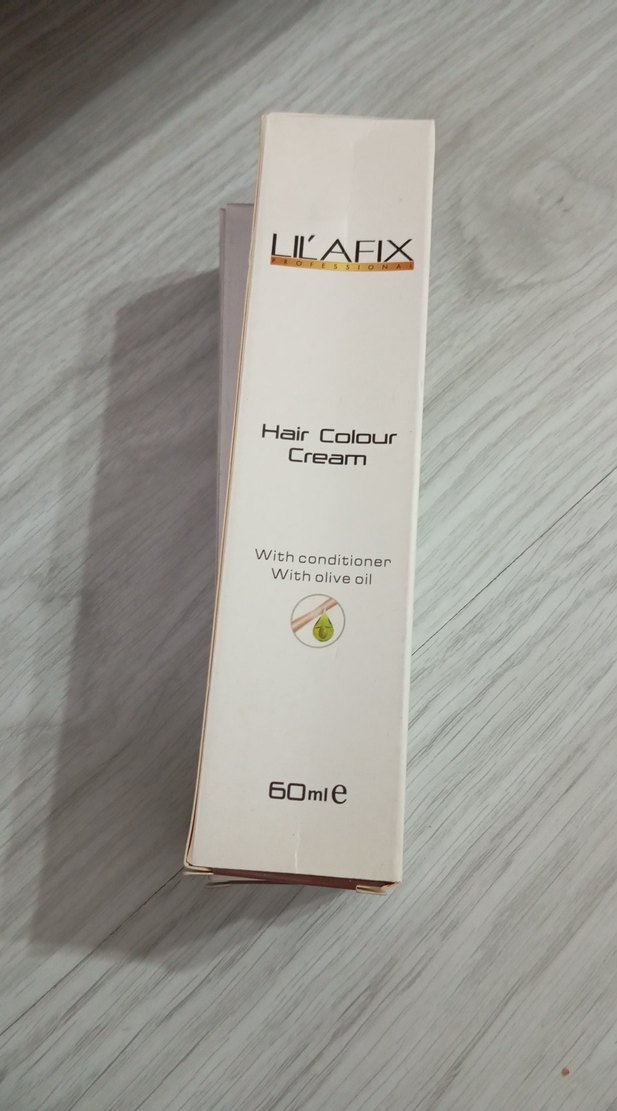 LIL'AFIX
PROFESSIONAL
Hair Colour
Cream
With conditioner
With olive oil
60ml e